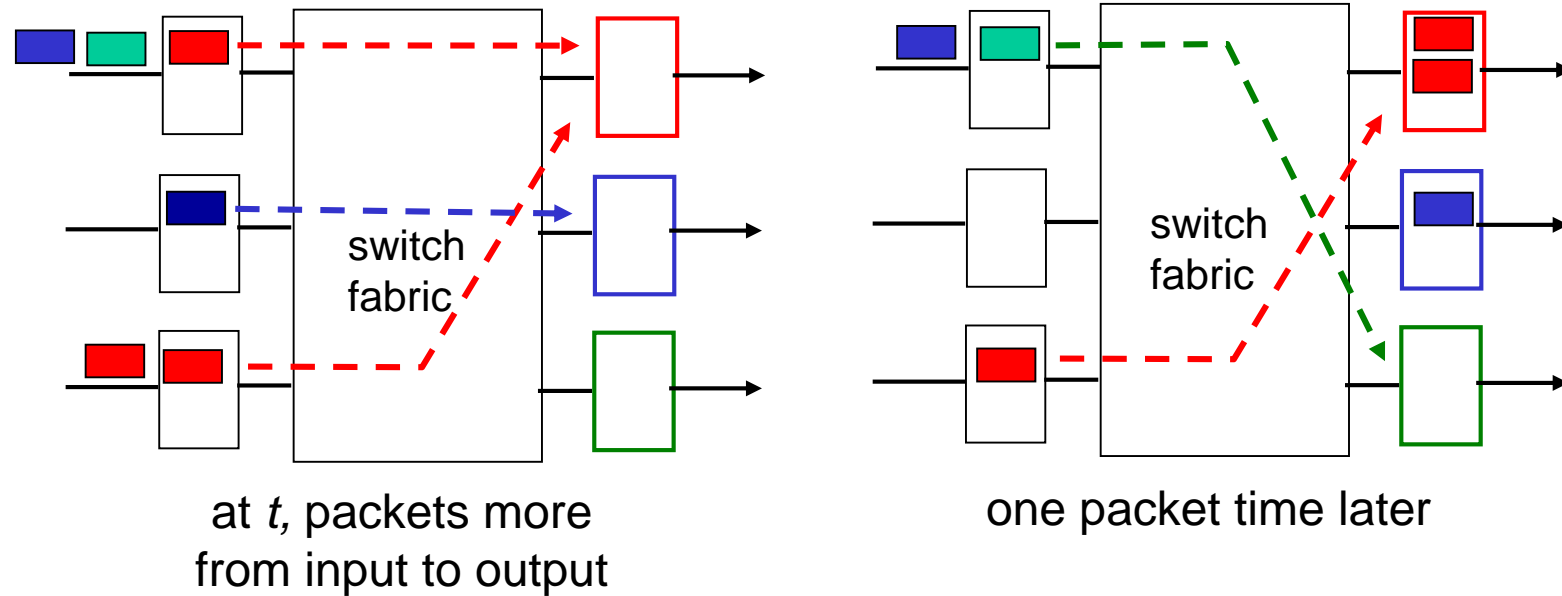 switch
fabric
at t, packets more
from input to output
switch
fabric
one packet time later